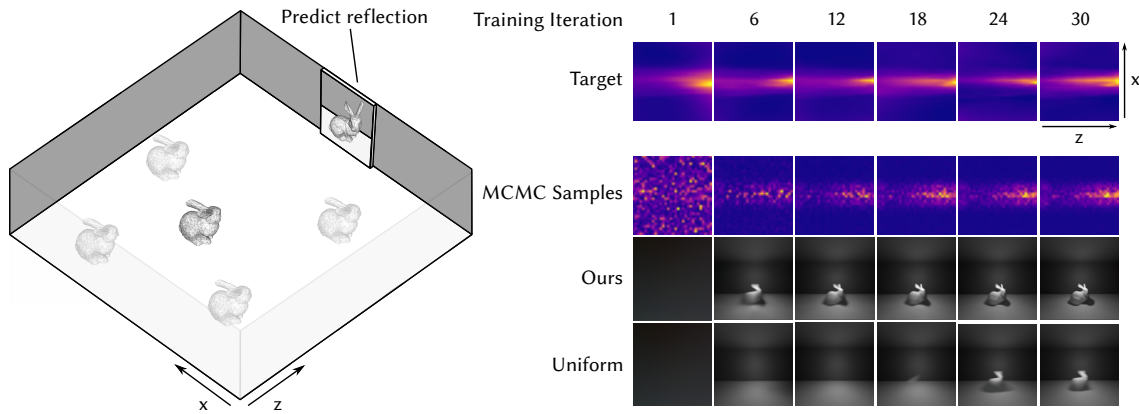 Predict reflection
x
z
Training Iteration 1 6 12 18 24 30
Target
x
z
MCMC Samples
Ours
Uniform